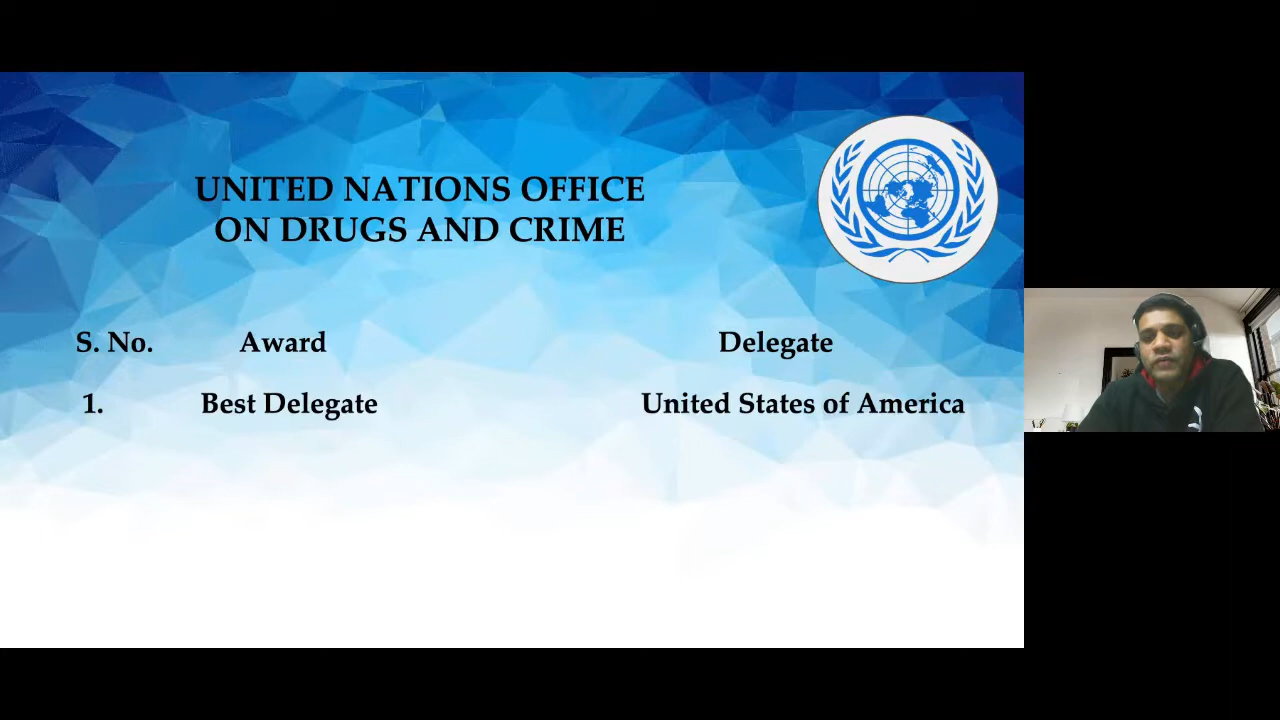 UNITED NATIONS OFFICE
ON DRUGS AND CRIME
S. No. Award Delegate
1. Best Delegate United States of America